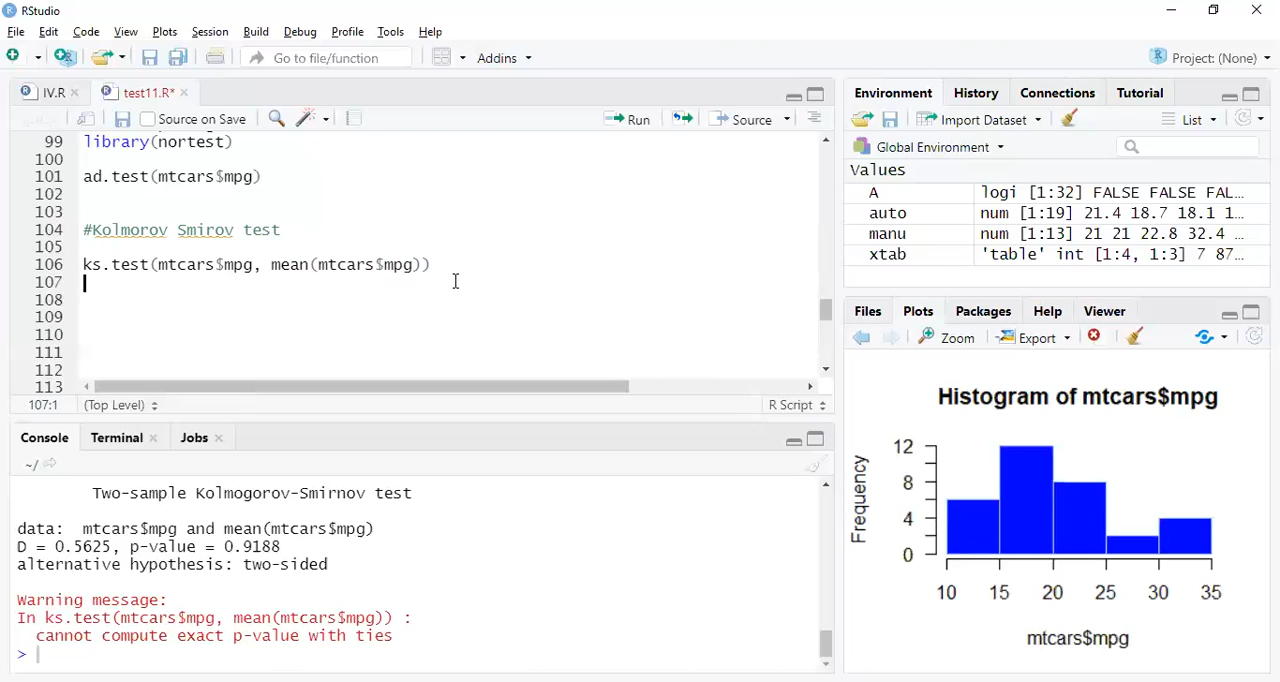 RStudio
File Edit Code View Plots Session Build Debug Profile Tools Help
Go to file/function Addins Project: (None)
IV.R test11.R*
Source on Save Run Source
99 library(nortest)
100
101 ad.test(mtcars$mpg)
102
103
104 #Kolmorov Smirov test
105
106 ks.test(mtcars$mpg, mean(mtcars$mpg))
107
108
109
110
111
112
113
107:1 (Top Level) R Script
Console Terminal Jobs
~/
Two-sample Kolmogorov-Smirnov test
data: mtcars$mpg and mean(mtcars$mpg)
D = 0.5625, p-value = 0.9188
alternative hypothesis: two-sided
Warning message:
In ks.test(mtcars$mpg, mean(mtcars$mpg)) :
cannot compute exact p-value with ties
>
Environment History Connections Tutorial
Import Dataset List
Global Environment
Values
A logi [1:32] FALSE FALSE FAL...
auto num [1:19] 21.4 18.7 18.1 1...
manu num [1:13] 21 21 22.8 32.4 ...
xtab 'table' int [1:4, 1:3] 7 87...
Files Plots Packages Help Viewer
Zoom Export
Histogram of mtcars$mpg
Frequency
12
8
4
0
10 15 20 25 30 35
mtcars$mpg